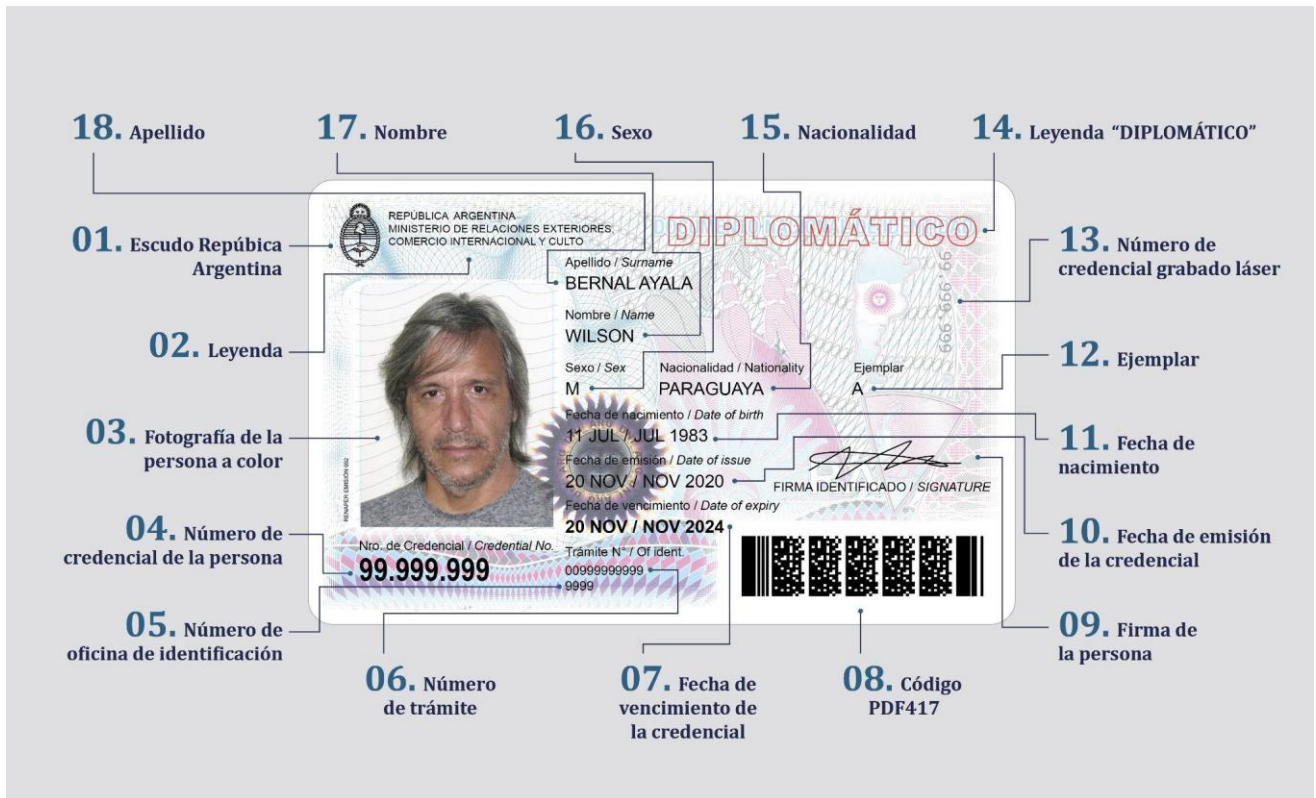 18. Apellido
17. Nombre
16. Sexo
15. Nacionalidad
14. Leyenda “DIPLOMÁTICO”
01. Escudo Repúbica
Argentina
02. Leyenda
03. Fotografía de la
persona a color
04. Número de
credencial de la persona
05. Número de
oficina de identificación
REPÚBLICA ARGENTINA
MINISTERIO DE RELACIONES EXTERIORES,
COMERCIO INTERNACIONAL Y CULTO
DIPLOMÁTICO
Apellido / Surname
BERNAL AYALA
Nombre / Name
WILSON
Sexo / Sex
M
Nacionalidad / Nationality
PARAGUAYA
Ejemplar
A
Fecha de nacimiento / Date of birth
11 JUL / JUL 1983
Fecha de emisión / Date of issue
20 NOV / NOV 2020
Fecha de vencimiento / Date of expiry
20 NOV / NOV 2024
FIRMA IDENTIFICADO / SIGNATURE
RENAPER EMISIÓN 092
Nro. de Credencial / Credential No.
99.999.999
Trámite N° / Of ident.
00999999999
9999
99.999.999
13. Número de
credencial grabado láser
12. Ejemplar
11. Fecha de
nacimiento
10. Fecha de emisión
de la credencial
09. Firma de
la persona
06. Número
de trámite
07. Fecha de
vencimiento de
la credencial
08. Código
PDF417